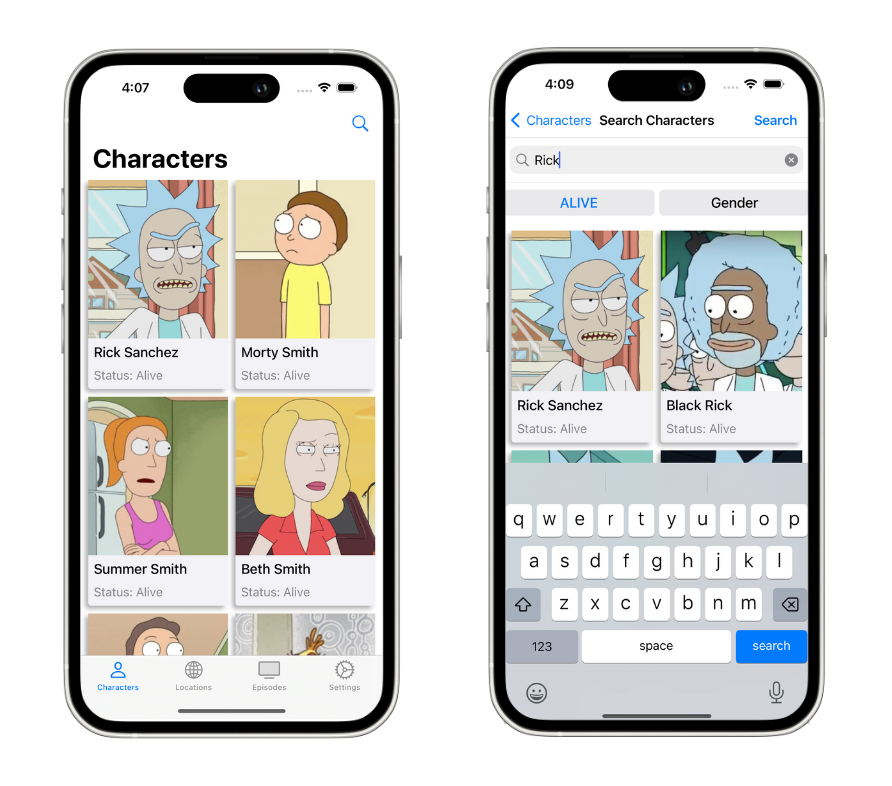 4:07
Characters
Rick Sanchez Morty Smith
Status: Alive Status: Alive
Summer Smith Beth Smith
Status: Alive Status: Alive
Characters Locations Episodes Settings
4:09
Characters Search Characters Search
Rick
ALIVE Gender
Rick Sanchez Black Rick
Status: Alive Status: Alive
q w e r t y u i o p
a s d f g h j k l
z x c v b n m
123 space search